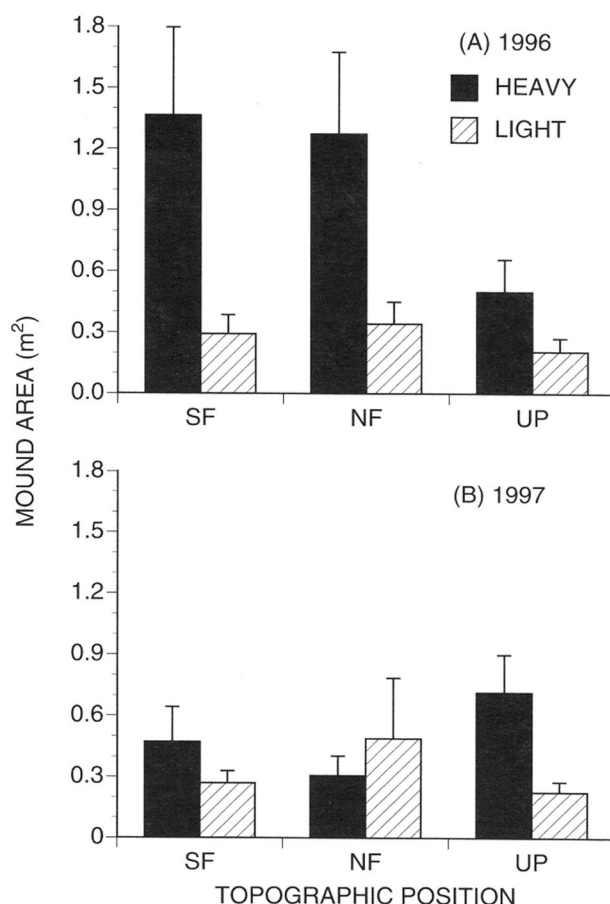 MOUND AREA (m²)
1.8
1.5
1.2
0.9
0.6
0.3
0.0
(A) 1996
HEAVY
LIGHT
SF NF UP
1.8
1.5
1.2
0.9
0.6
0.3
0
(B) 1997
SF NF UP
TOPOGRAPHIC POSITION